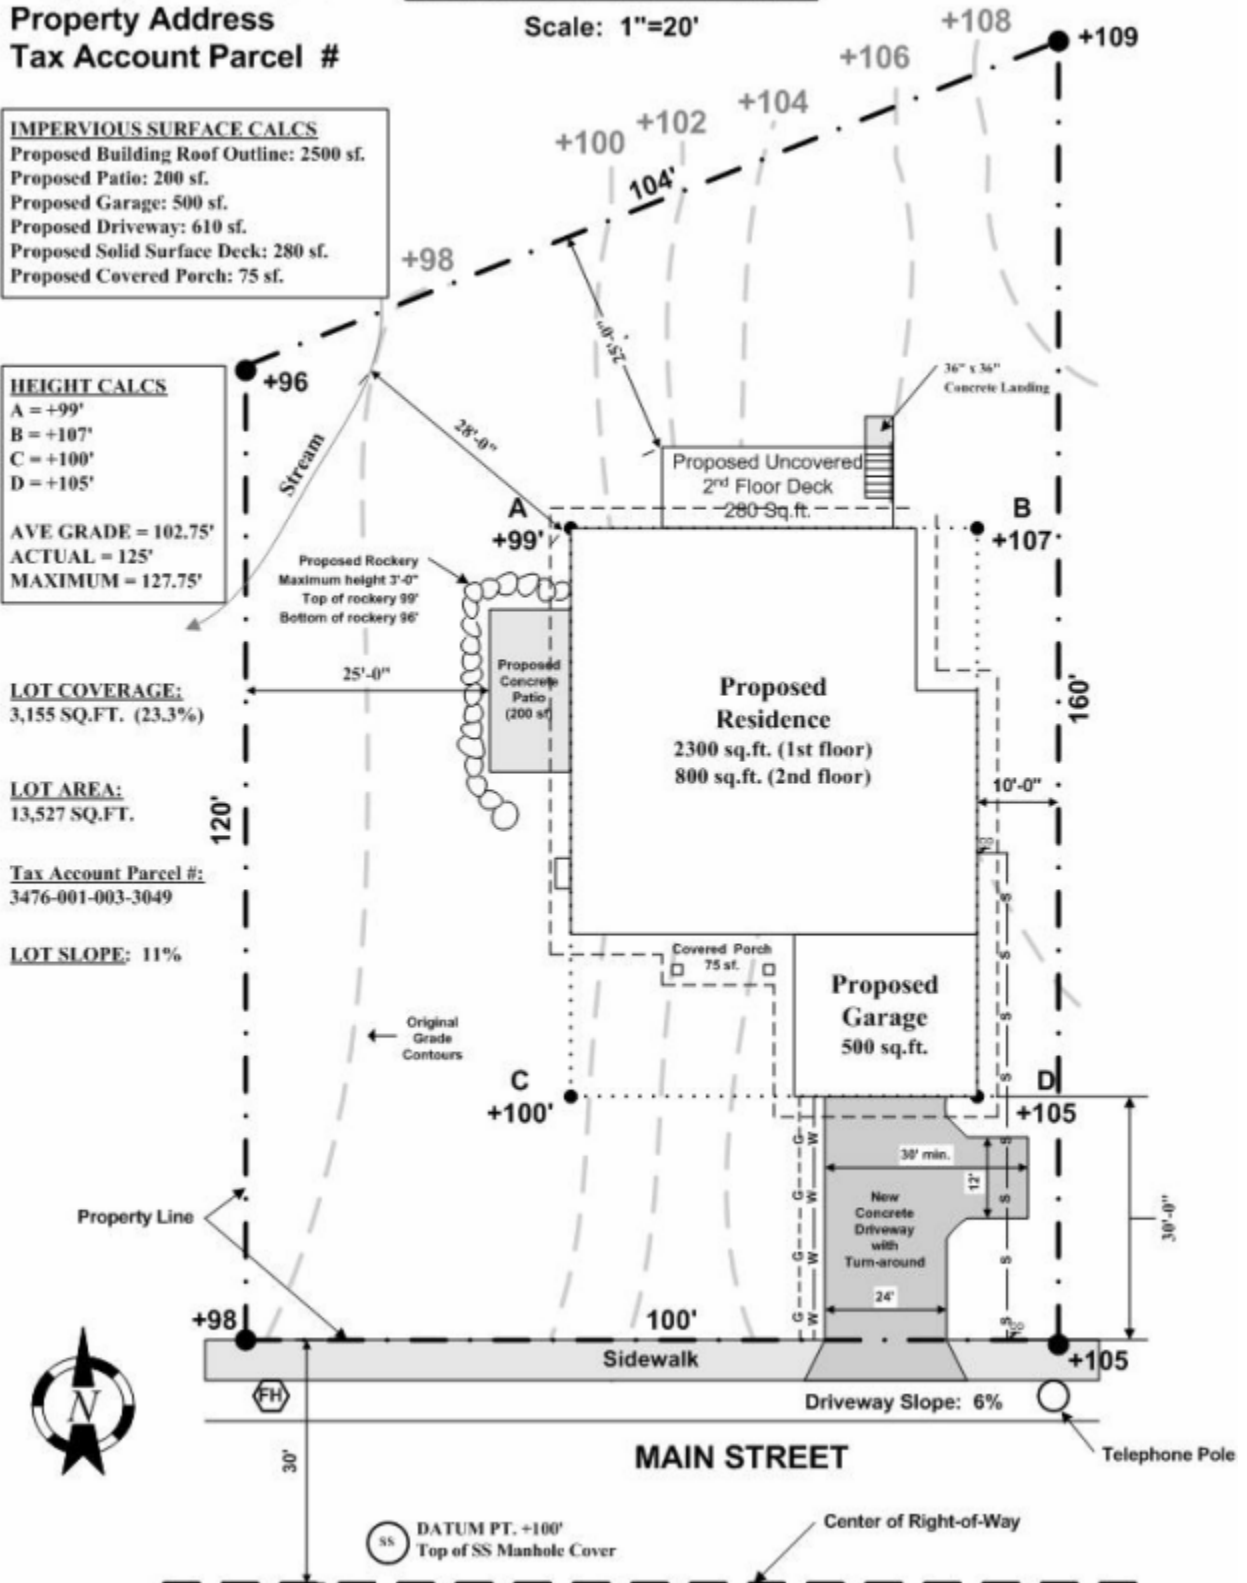 Property Address
Tax Account Parcel #
Scale: 1"=20'
+108
+109
+106
+104
+102
+100
104'
+98
IMPERVIOUS SURFACE CALCS
Proposed Building Roof Outline: 2500 sf.
Proposed Patio: 200 sf.
Proposed Garage: 500 sf.
Proposed Driveway: 610 sf.
Proposed Solid Surface Deck: 280 sf.
Proposed Covered Porch: 75 sf.
+96
HEIGHT CALCS
A = +99'
B = +107'
C = +100'
D = +105'
AVE GRADE = 102.75'
ACTUAL = 125'
MAXIMUM = 127.75'
Stream
28'-0"
25'-0"
36" x 36"
Concrete Landing
Proposed Uncovered
2nd Floor Deck
280 Sq.ft.
A
+99'
B
+107
Proposed Rockery
Maximum height 3'-0"
Top of rockery 99'
Bottom of rockery 96'
25'-0"
Proposed
Concrete
Patio
(200 sf)
Proposed
Residence
2300 sq.ft. (1st floor)
800 sq.ft. (2nd floor)
160'
10'-0"
LOT COVERAGE:
3,155 SQ.FT. (23.3%)
LOT AREA:
13,527 SQ.FT.
120'
Tax Account Parcel #:
3476-001-003-3049
LOT SLOPE: 11%
Covered Porch
75 sf.
Proposed
Garage
500 sq.ft.
Original
Grade
Contours
C
+100'
D
+105
S
S
S
S
S
S
S
S
G W
G W
G W
G W
30' min.
12'
New
Concrete
Driveway
with
Turn-around
24'
30'-0"
Property Line
+98
100'
+105
Sidewalk
N
FH
Driveway Slope: 6%
MAIN STREET
Telephone Pole
30'
SS
DATUM PT. +100'
Top of SS Manhole Cover
Center of Right-of-Way